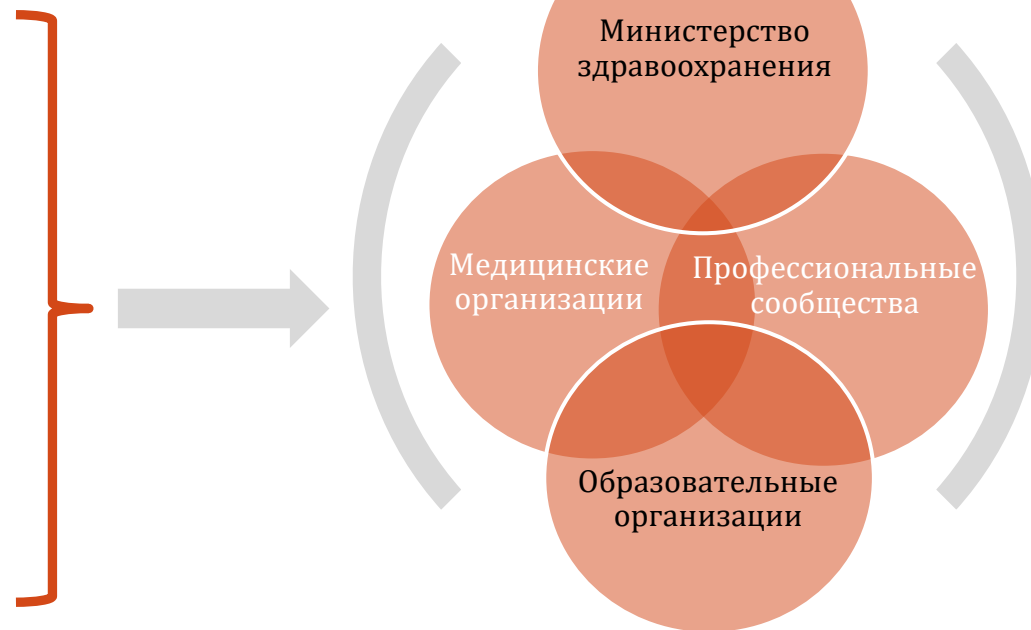 Министерство
здравоохранения
Медицинские
организации
Профессиональные
сообщества
Образовательные
организации